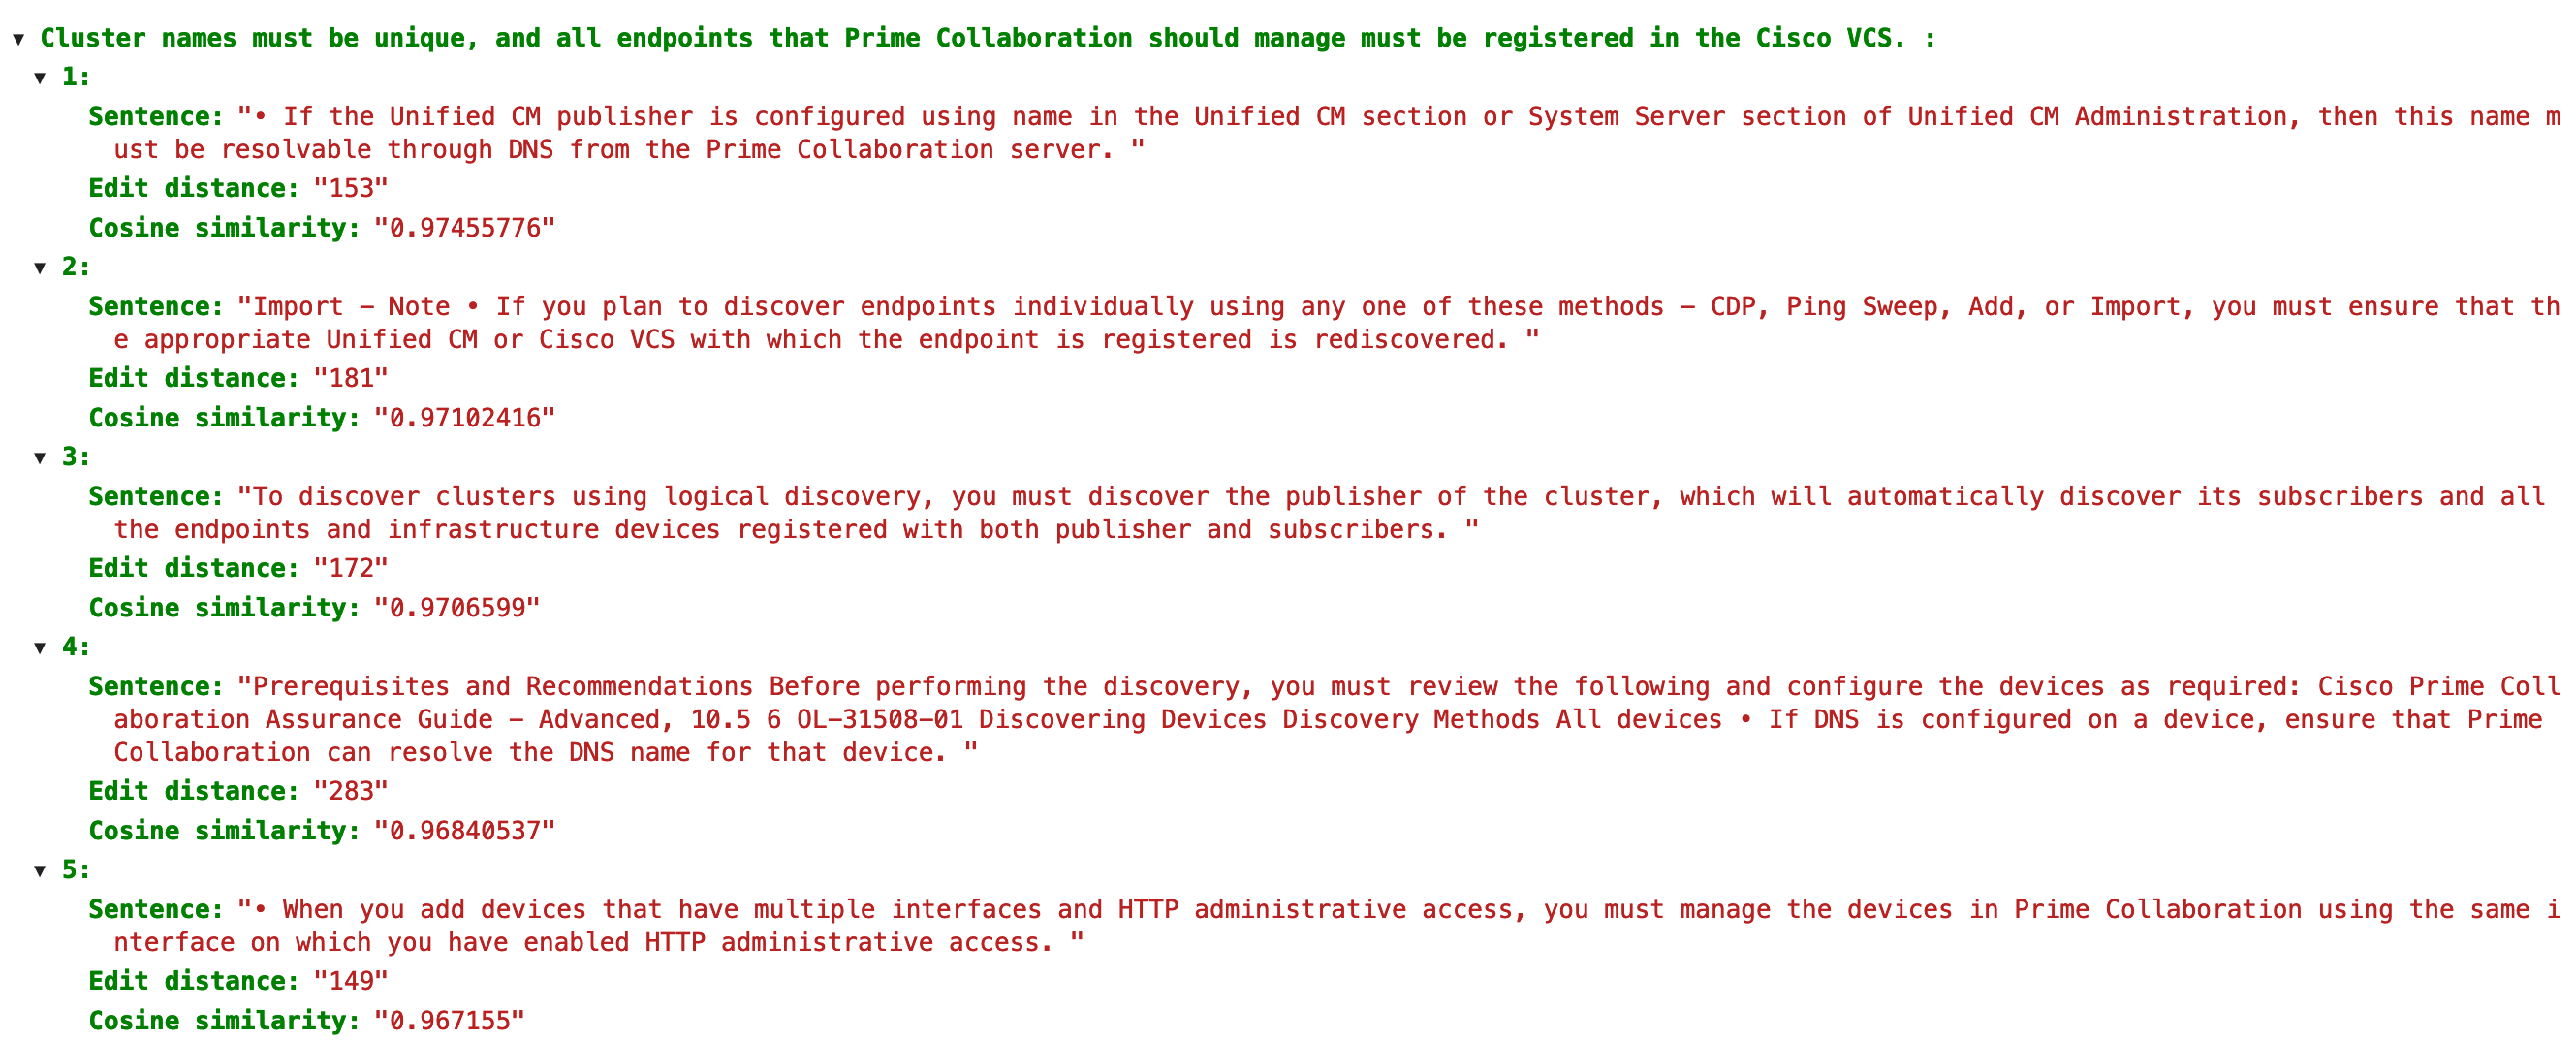 ▼ Cluster names must be unique, and all endpoints that Prime Collaboration should manage must be registered in the Cisco VCS. :
▼ 1:
Sentence: "• If the Unified CM publisher is configured using name in the Unified CM section or System Server section of Unified CM Administration, then this name m
ust be resolvable through DNS from the Prime Collaboration server. "
Edit distance: "153"
Cosine similarity: "0.97455776"
▼ 2:
Sentence: "Import – Note • If you plan to discover endpoints individually using any one of these methods – CDP, Ping Sweep, Add, or Import, you must ensure that th
e appropriate Unified CM or Cisco VCS with which the endpoint is registered is rediscovered. "
Edit distance: "181"
Cosine similarity: "0.97102416"
▼ 3:
Sentence: "To discover clusters using logical discovery, you must discover the publisher of the cluster, which will automatically discover its subscribers and all
the endpoints and infrastructure devices registered with both publisher and subscribers. "
Edit distance: "172"
Cosine similarity: "0.9706599"
▼ 4:
Sentence: "Prerequisites and Recommendations Before performing the discovery, you must review the following and configure the devices as required: Cisco Prime Coll
aboration Assurance Guide – Advanced, 10.5 6 OL–31508–01 Discovering Devices Discovery Methods All devices • If DNS is configured on a device, ensure that Prime
Collaboration can resolve the DNS name for that device. "
Edit distance: "283"
Cosine similarity: "0.96840537"
▼ 5:
Sentence: "• When you add devices that have multiple interfaces and HTTP administrative access, you must manage the devices in Prime Collaboration using the same i
nterface on which you have enabled HTTP administrative access. "
Edit distance: "149"
Cosine similarity: "0.967155"